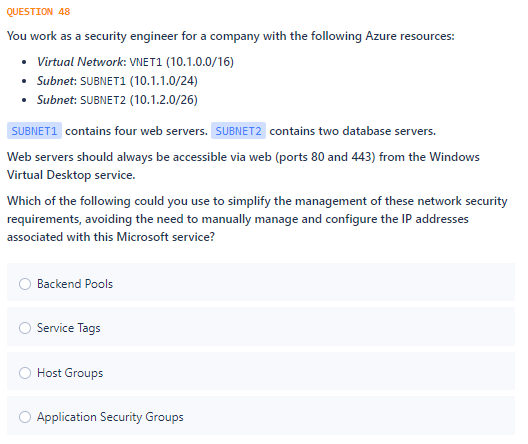 QUESTION 48
You work as a security engineer for a company with the following Azure resources:
• Virtual Network: VNET1 (10.1.0.0/16)
• Subnet: SUBNET1 (10.1.1.0/24)
• Subnet: SUBNET2 (10.1.2.0/26)
SUBNET1 contains four web servers. SUBNET2 contains two database servers.
Web servers should always be accessible via web (ports 80 and 443) from the Windows
Virtual Desktop service.
Which of the following could you use to simplify the management of these network security
requirements, avoiding the need to manually manage and configure the IP addresses
associated with this Microsoft service?
Backend Pools
Service Tags
Host Groups
Application Security Groups